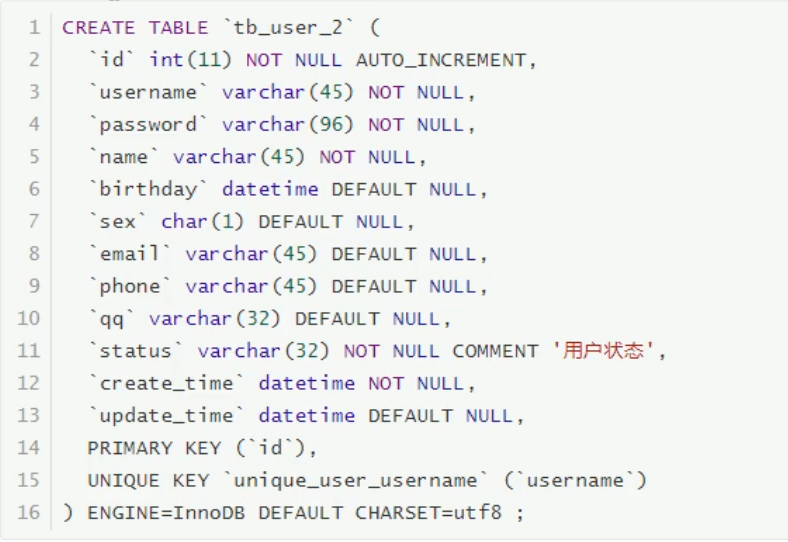 1 CREATE TABLE `tb_user_2` (
2 `id` int(11) NOT NULL AUTO_INCREMENT,
3 `username` varchar(45) NOT NULL,
4 `password` varchar(96) NOT NULL,
5 `name` varchar(45) NOT NULL,
6 `birthday` datetime DEFAULT NULL,
7 `sex` char(1) DEFAULT NULL,
8 `email` varchar(45) DEFAULT NULL,
9 `phone` varchar(45) DEFAULT NULL,
10 `qq` varchar(32) DEFAULT NULL,
11 `status` varchar(32) NOT NULL COMMENT '用户状态',
12 `create_time` datetime NOT NULL,
13 `update_time` datetime DEFAULT NULL,
14 PRIMARY KEY (`id`),
15 UNIQUE KEY `unique_user_username` (`username`)
16 ) ENGINE=InnoDB DEFAULT CHARSET=utf8 ;